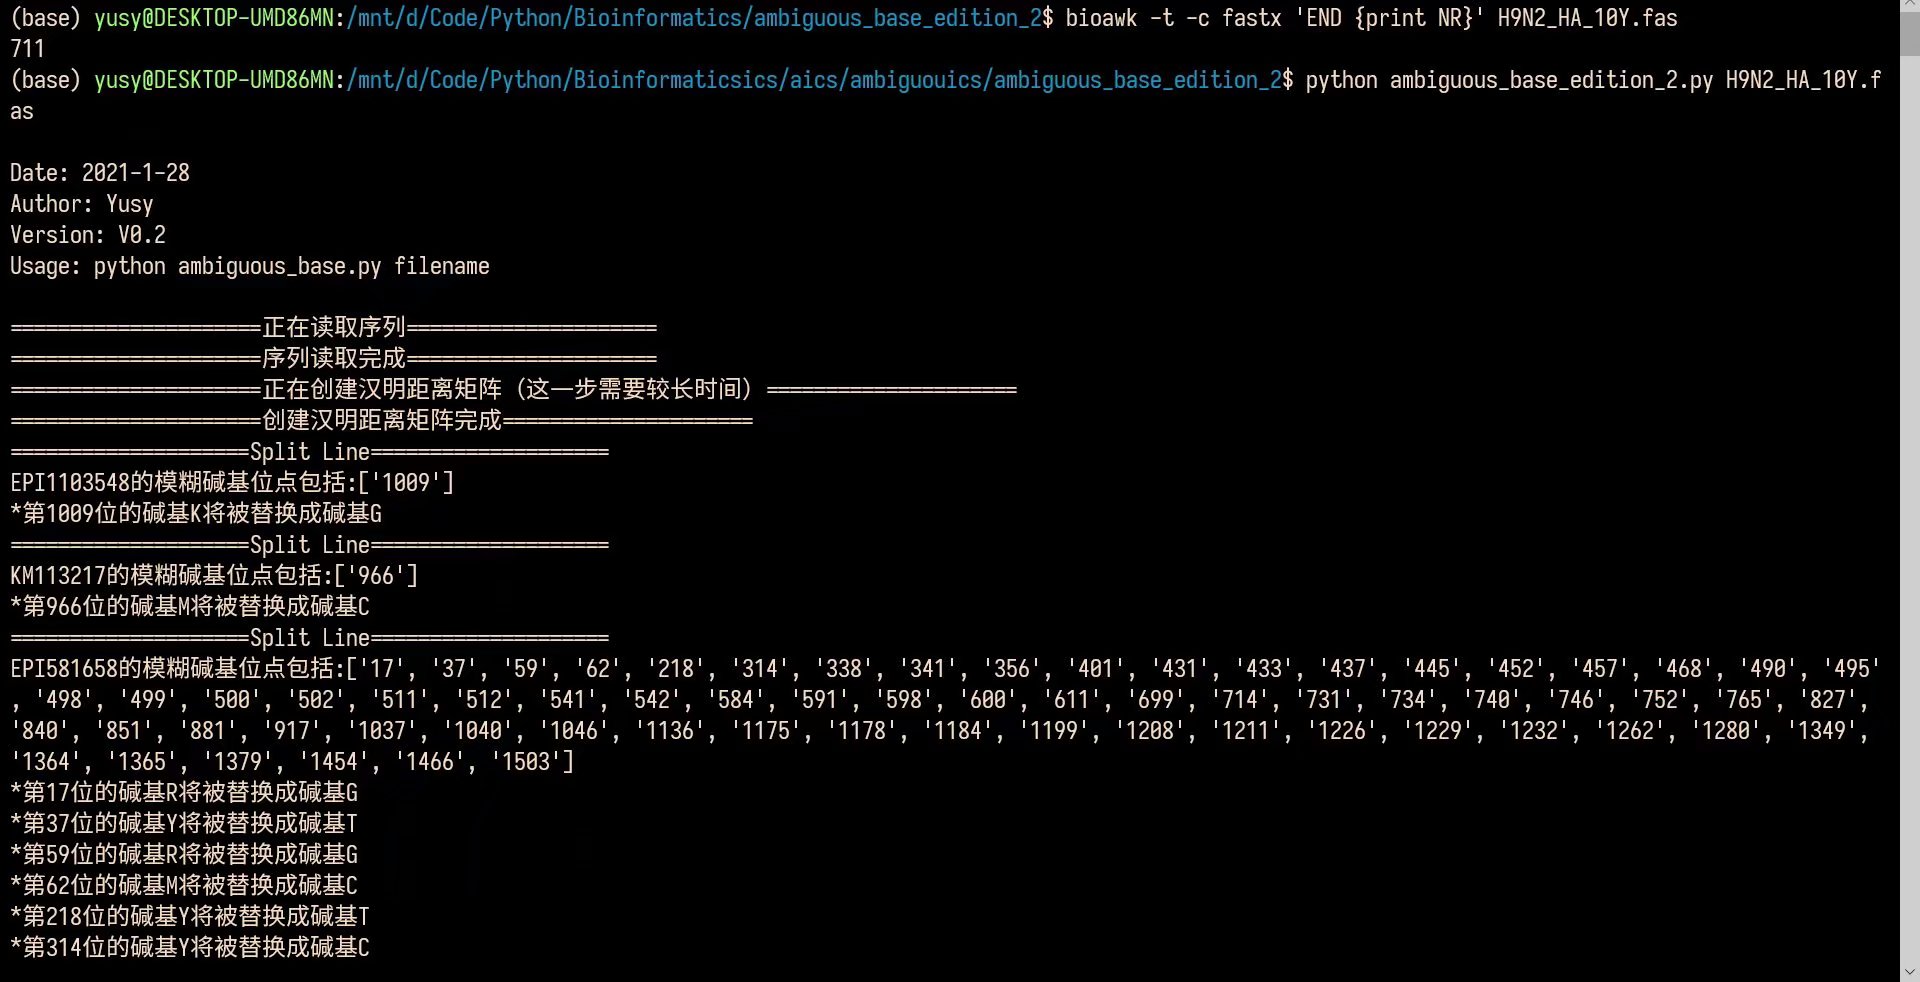 (base) yusy@DESKTOP-UMD86MN:/mnt/d/Code/Python/Bioinformatics/ambiguous_base_edition_2$ bioawk -t -c fastx 'END {print NR}' H9N2_HA_10Y.fas
711
(base) yusy@DESKTOP-UMD86MN:/mnt/d/Code/Python/Bioinformaticsics/aics/ambiguouics/ambiguous_base_edition_2$ python ambiguous_base_edition_2.py H9N2_HA_10Y.f
as
Date: 2021-1-28
Author: Yusy
Version: V0.2
Usage: python ambiguous_base.py filename
=====================正在读取序列=====================
=====================序列读取完成=====================
=====================正在创建汉明距离矩阵（这一步需要较长时间）=====================
=====================创建汉明距离矩阵完成=====================
====================Split Line====================
EPI1103548的模糊碱基位点包括:['1009']
*第1009位的碱基K将被替换成碱基G
====================Split Line====================
KM113217的模糊碱基位点包括:['966']
*第966位的碱基M将被替换成碱基C
====================Split Line====================
EPI581658的模糊碱基位点包括:['17', '37', '59', '62', '218', '314', '338', '341', '356', '401', '431', '433', '437', '445', '452', '457', '468', '490', '495'
, '498', '499', '500', '502', '511', '512', '541', '542', '584', '591', '598', '600', '611', '699', '714', '731', '734', '740', '746', '752', '765', '827',
'840', '851', '881', '917', '1037', '1040', '1046', '1136', '1175', '1178', '1184', '1199', '1208', '1211', '1226', '1229', '1232', '1262', '1280', '1349',
'1364', '1365', '1379', '1454', '1466', '1503']
*第17位的碱基R将被替换成碱基G
*第37位的碱基Y将被替换成碱基T
*第59位的碱基R将被替换成碱基G
*第62位的碱基M将被替换成碱基C
*第218位的碱基Y将被替换成碱基T
*第314位的碱基Y将被替换成碱基C